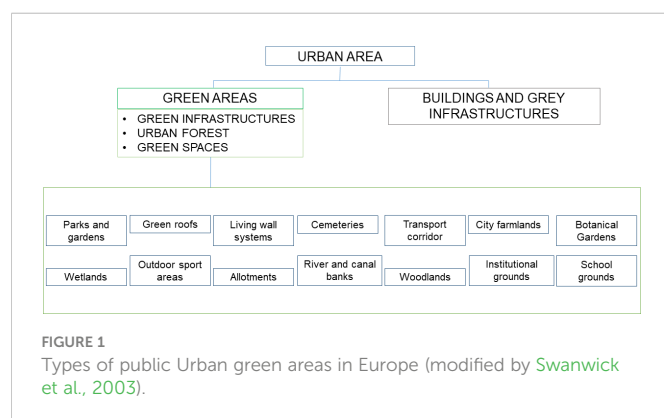 URBAN AREA
GREEN AREAS
• GREEN INFRASTRUCTURES
• URBAN FOREST
• GREEN SPACES
BUILDINGS AND GREY
INFRASTRUCTURES
Parks and
gardens
Green roofs
Living wall
systems
Cemeteries
Transport
corridor
City farmlands
Botanical
Gardens
Wetlands
Outdoor sport
areas
Allotments
River and canal
banks
Woodlands
Institutional
grounds
School
grounds
FIGURE 1
Types of public Urban green areas in Europe (modified by Swanwick
et al., 2003).